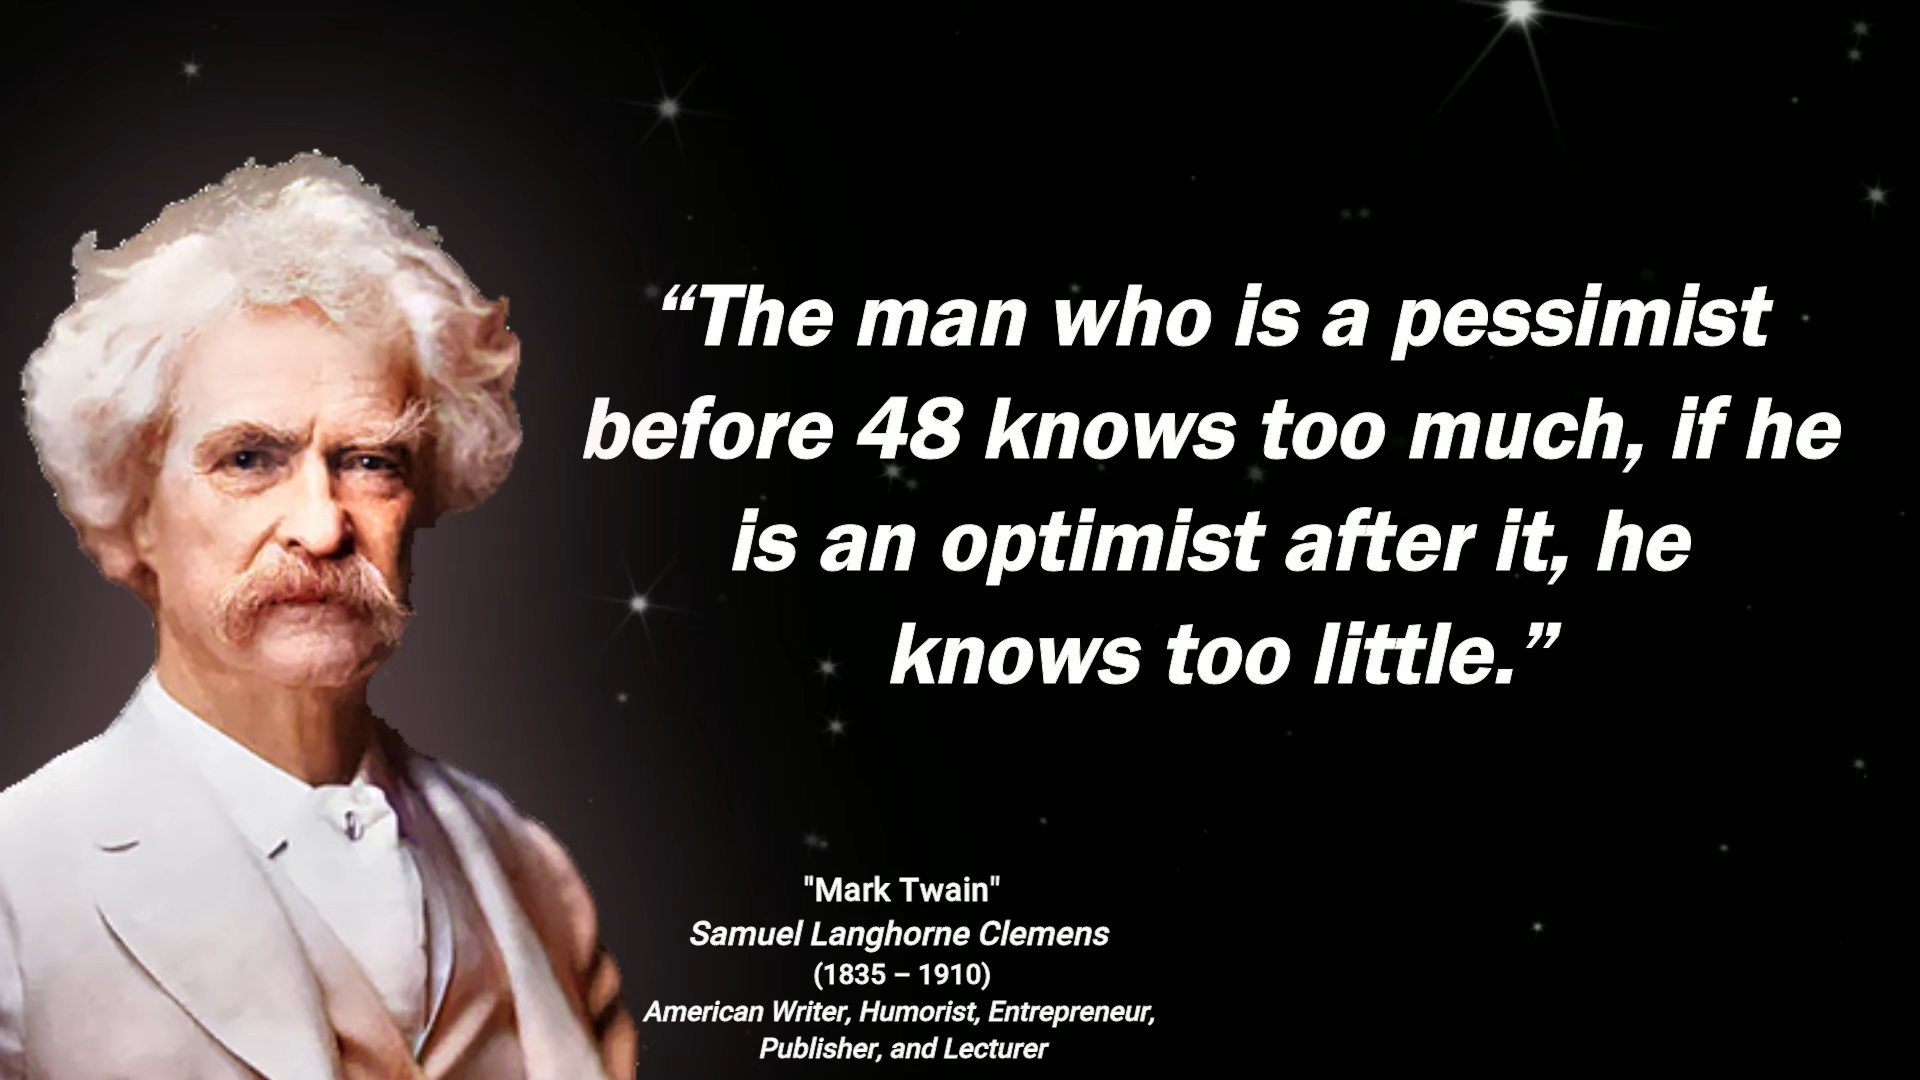 “The man who is a pessimist
before 48 knows too much, if he
is an optimist after it, he
knows too little.”
"Mark Twain"
Samuel Langhorne Clemens
(1835 – 1910)
American Writer, Humorist, Entrepreneur,
Publisher, and Lecturer